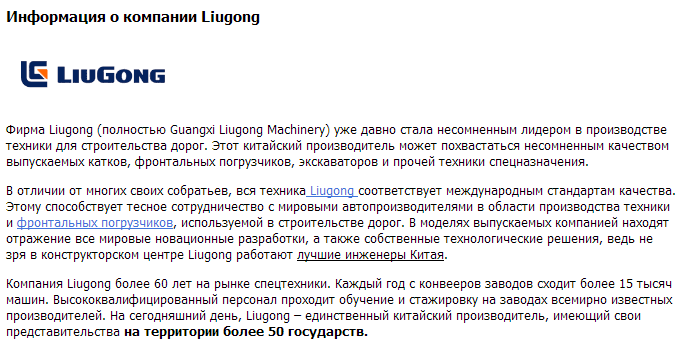 Информация о компании Liugong
LIUGONG
Фирма Liugong (полностью Guangxi Liugong Machinery) уже давно стала несомненным лидером в производстве
техники для строительства дорог. Этот китайский производитель может похвастаться несомненным качеством
выпускаемых катков, фронтальных погрузчиков, экскаваторов и прочей техники спецназначения.
В отличии от многих своих собратьев, вся техника Liugong соответствует международным стандартам качества.
Этому способствует тесное сотрудничество с мировыми автопроизводителями в области производства техники
и фронтальных погрузчиков, используемой в строительстве дорог. В моделях выпускаемых компанией находят
отражение все мировые новационные разработки, а также собственные технологические решения, ведь не
зря в конструкторском центре Liugong работают лучшие инженеры Китая.
Компания Liugong более 60 лет на рынке спецтехники. Каждый год с конвееров заводов сходит более 15 тысяч
машин. Высококвалифицированный персонал проходит обучение и стажировку на заводах всемирно известных
производителей. На сегодняшний день, Liugong – единственный китайский производитель, имеющий свои
представительства на территории более 50 государств.